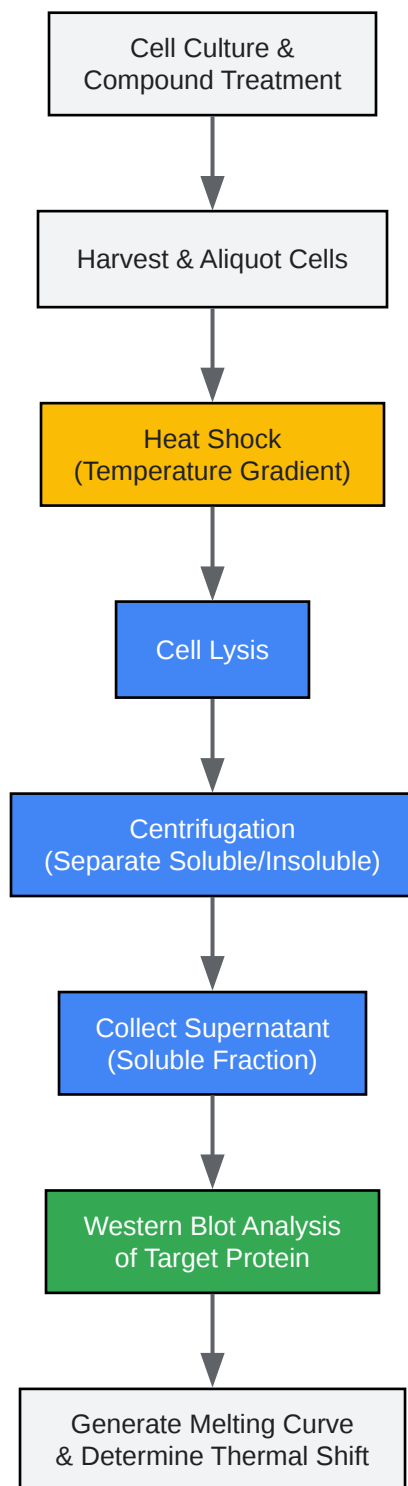 Cell Culture &
Compound Treatment
Harvest & Aliquot Cells
Heat Shock
(Temperature Gradient)
Cell Lysis
Centrifugation
(Separate Soluble/Insoluble)
Collect Supernatant
(Soluble Fraction)
Western Blot Analysis
of Target Protein
Generate Melting Curve
& Determine Thermal Shift